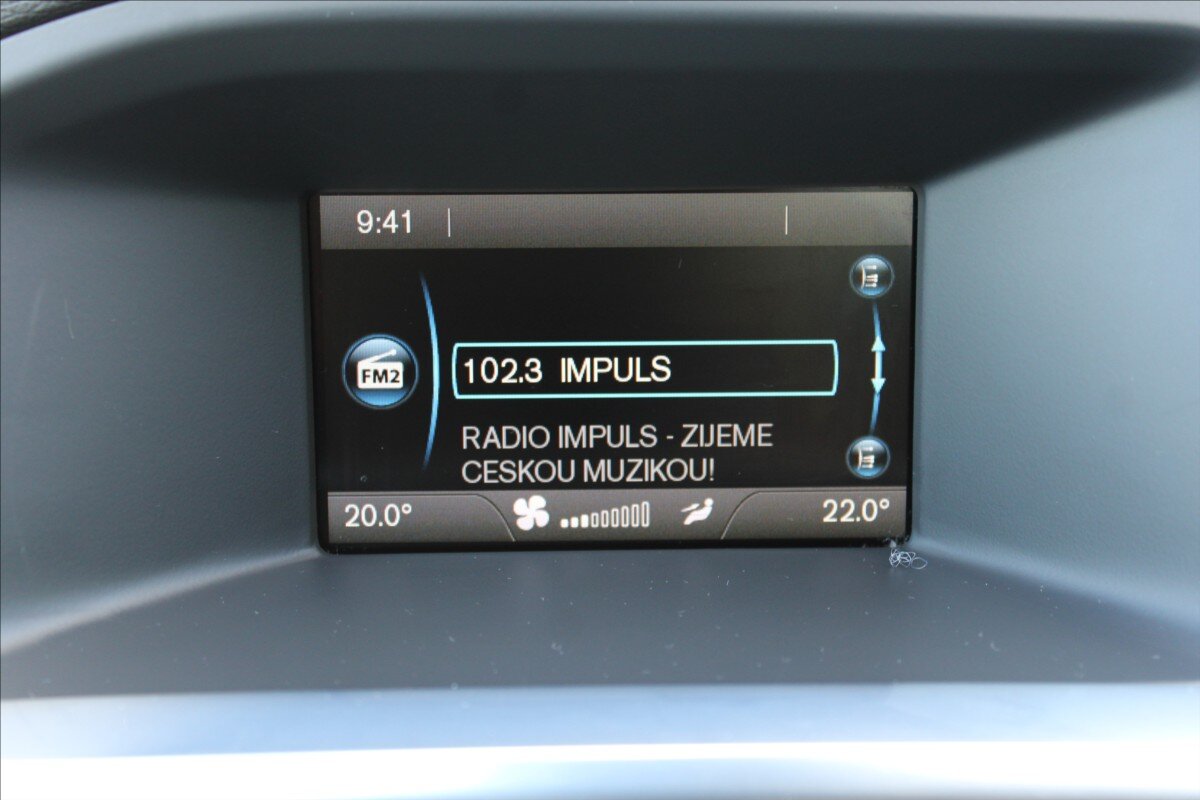 9:41
FM2
102.3 IMPULS
RADIO IMPULS - ZIJEME
CESKOU MUZIKOU!
20.0°
22.0°